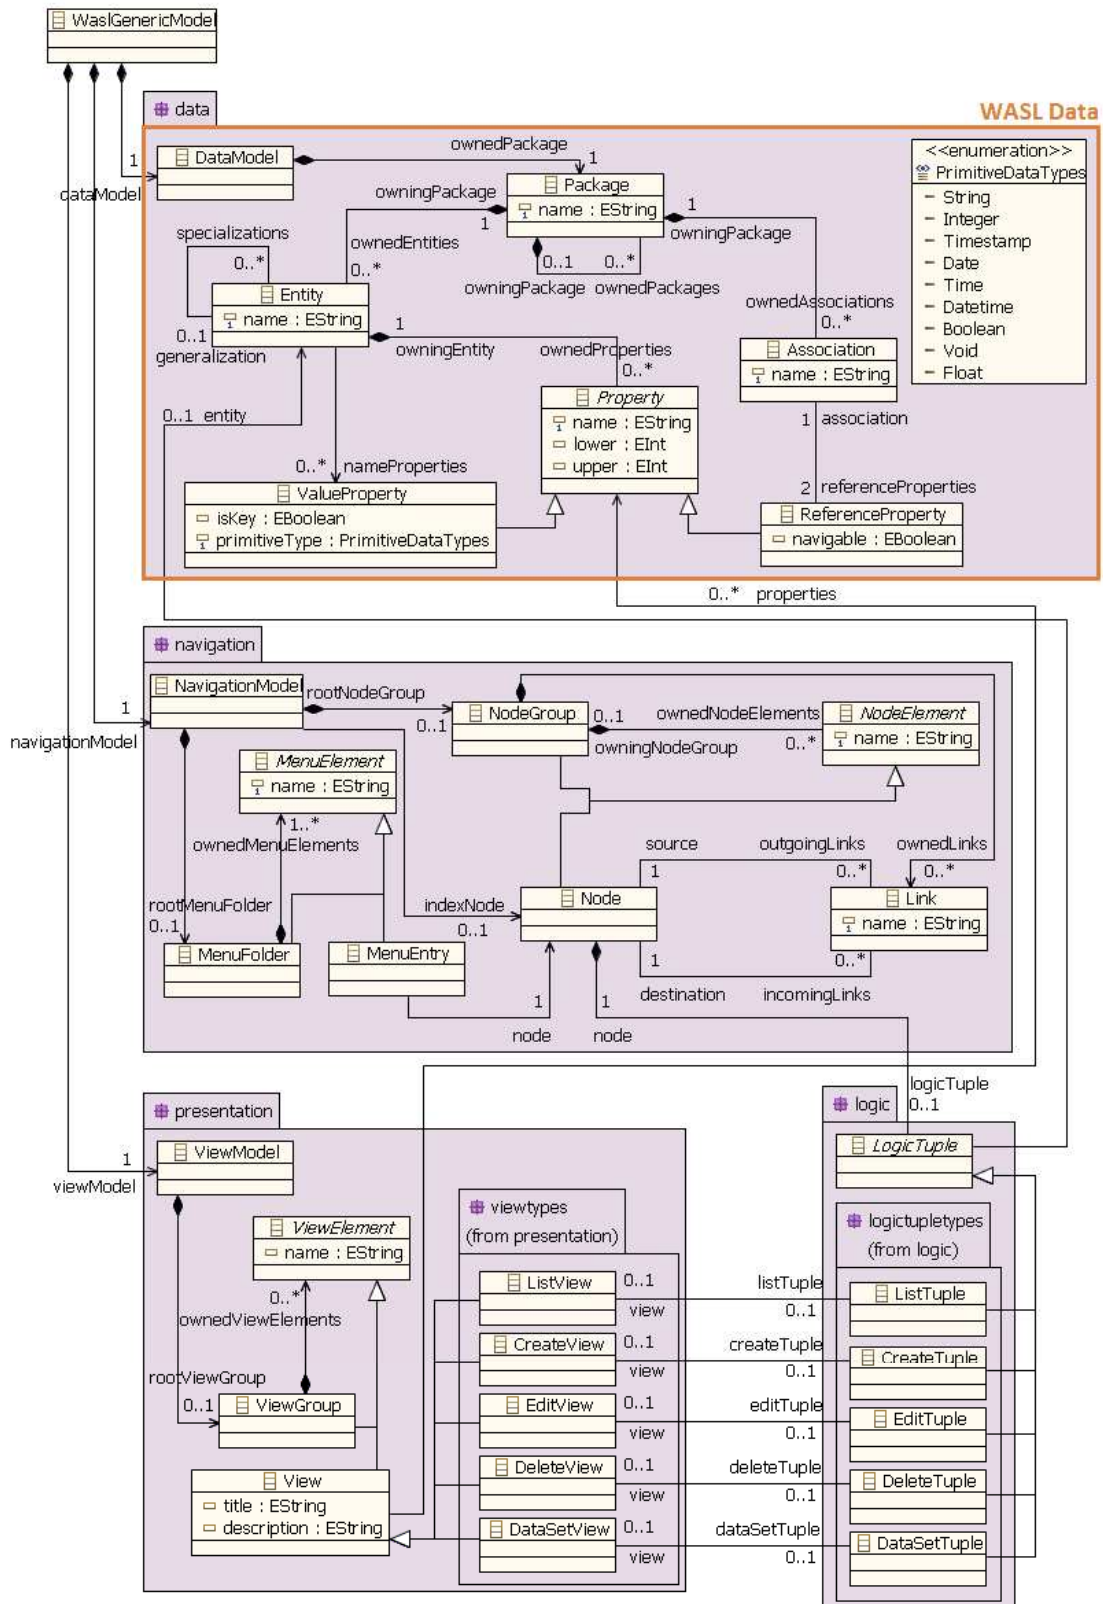 WaslGenericModel
data
WASL Data
DataModel
ownedPackage
1
1
dataModel
Package
name : EString
owningPackage
1
1
owningPackage
<<enumeration>>
PrimitiveDataTypes
String
Integer
Timestamp
Date
Time
Datetime
Boolean
Void
Float
specializations
0..*
ownedEntities
0..*
0..1
0..*
owningPackage
ownedPackages
Entity
name : EString
0..1
generalization
1
owningEntity
ownedProperties
0..*
ownedAssociations
0..*
Association
name : EString
1
association
Property
name : EString
lower : EInt
upper : EInt
0..1
entity
0..*
nameProperties
ValueProperty
isKey : EBoolean
primitiveType : PrimitiveDataTypes
2
referenceProperties
ReferenceProperty
navigable : EBoolean
0..*
properties
navigation
NavigationModel
1
navigationModel
rootNodeGroup
0..1
NodeGroup
0..1
owningNodeGroup
ownedNodeElements
0..*
NodeElement
name : EString
MenuElement
name : EString
1..*
ownedMenuElements
rootMenuFolder
0..1
MenuFolder
MenuEntry
indexNode
0..1
Node
source
1
outgoingLinks
0..*
ownedLinks
0..*
Link
name : EString
1
destination
0..*
incomingLinks
1
node
1
node
logicTuple
0..1
presentation
ViewModel
1
viewModel
logic
LogicTuple
ViewElement
name : EString
0..*
ownedViewElements
rootViewGroup
0..1
ViewGroup
View
title : EString
description : EString
viewtypes
(from presentation)
logictupletypes
(from logic)
ListView
0..1
view
listTuple
0..1
ListTuple
CreateView
0..1
view
createTuple
0..1
CreateTuple
EditView
0..1
view
editTuple
0..1
EditTuple
DeleteView
0..1
view
deleteTuple
0..1
DeleteTuple
DataSetView
0..1
view
dataSetTuple
0..1
DataSetTuple